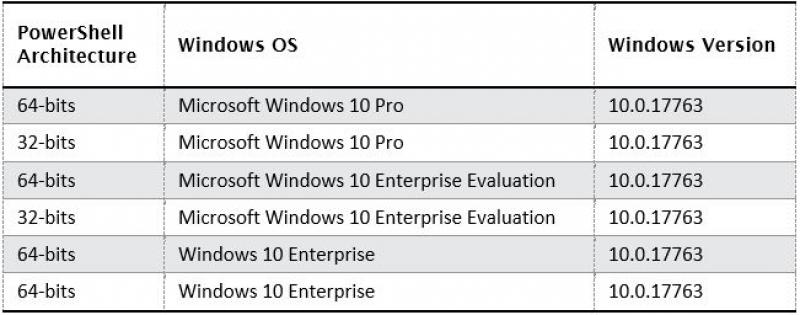 PowerShell Architecture Windows OS Windows Version
64-bits Microsoft Windows 10 Pro 10.0.17763
32-bits Microsoft Windows 10 Pro 10.0.17763
64-bits Microsoft Windows 10 Enterprise Evaluation 10.0.17763
32-bits Microsoft Windows 10 Enterprise Evaluation 10.0.17763
64-bits Windows 10 Enterprise 10.0.17763
64-bits Windows 10 Enterprise 10.0.17763